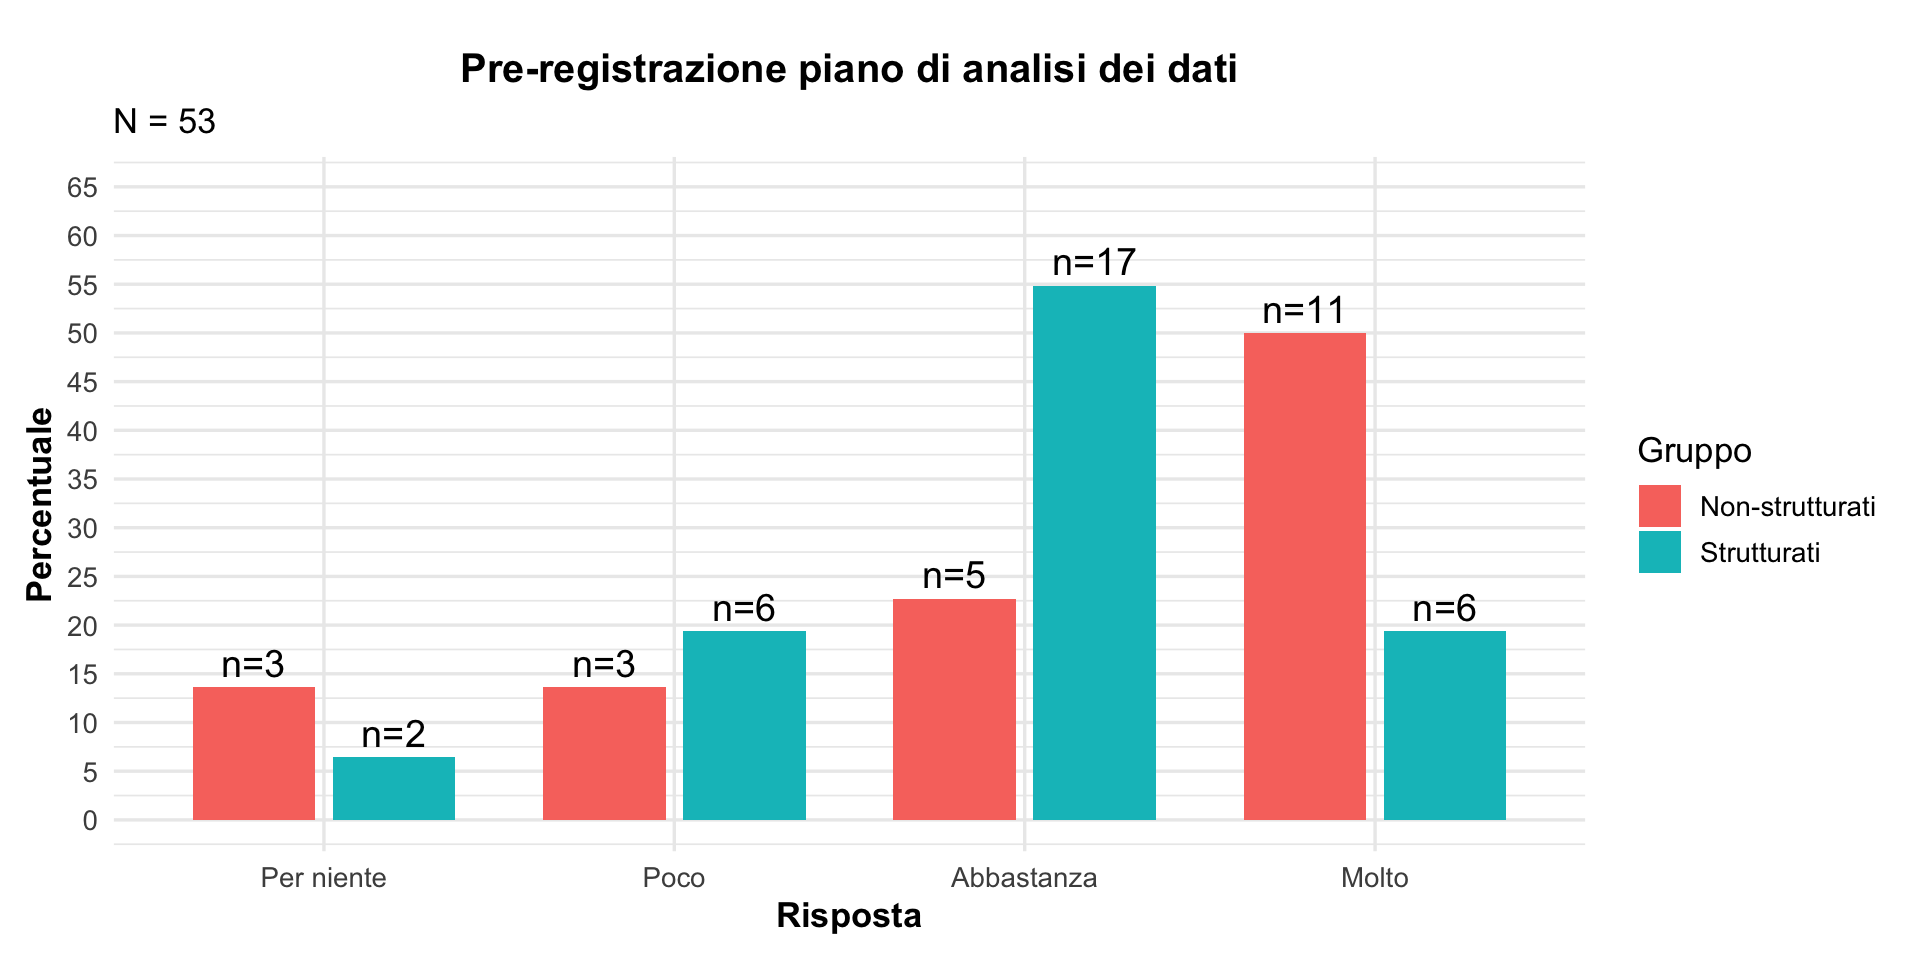 Pre-registrazione piano di analisi dei dati
N = 53
Percentuale
65
60
55
50
45
40
35
30
25
20
15
10
5
0
n=3
n=2
n=3
n=6
n=5
n=17
n=11
n=6
Per niente
Poco
Abbastanza
Molto
Risposta
Gruppo
Non-strutturati
Strutturati